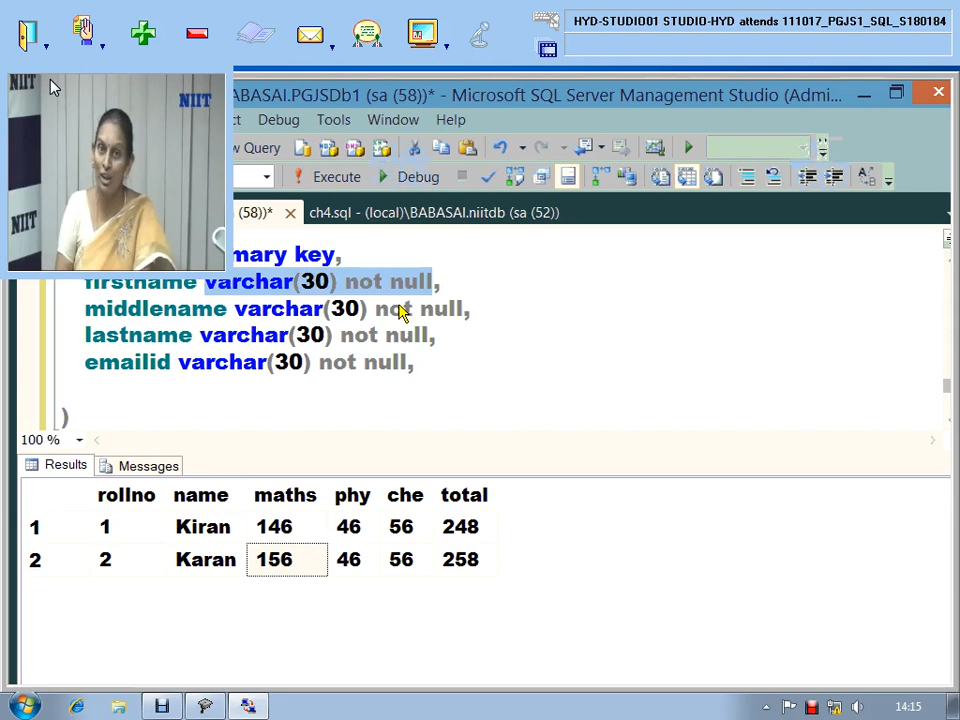 HYD-STUDIO01 STUDIO-HYD attends 111017_PGJS1_SQL_S180184
NIIT
NIIT
NIIT
ABASAI.PGJSDb1 (sa (58))* - Microsoft SQL Server Management Studio (Admi...
ct Debug Tools Window Help
w Query
Execute Debug
(58))* ch4.sql - (local)\BABASAI.niitdb (sa (52))
mary key,
firstname varchar(30) not null,
middlename varchar(30) not null,
lastname varchar(30) not null,
emailid varchar(30) not null,
)
100 %
Results Messages
rollno name maths phy che total
1 1 Kiran 146 46 56 248
2 2 Karan 156 46 56 258
14:15